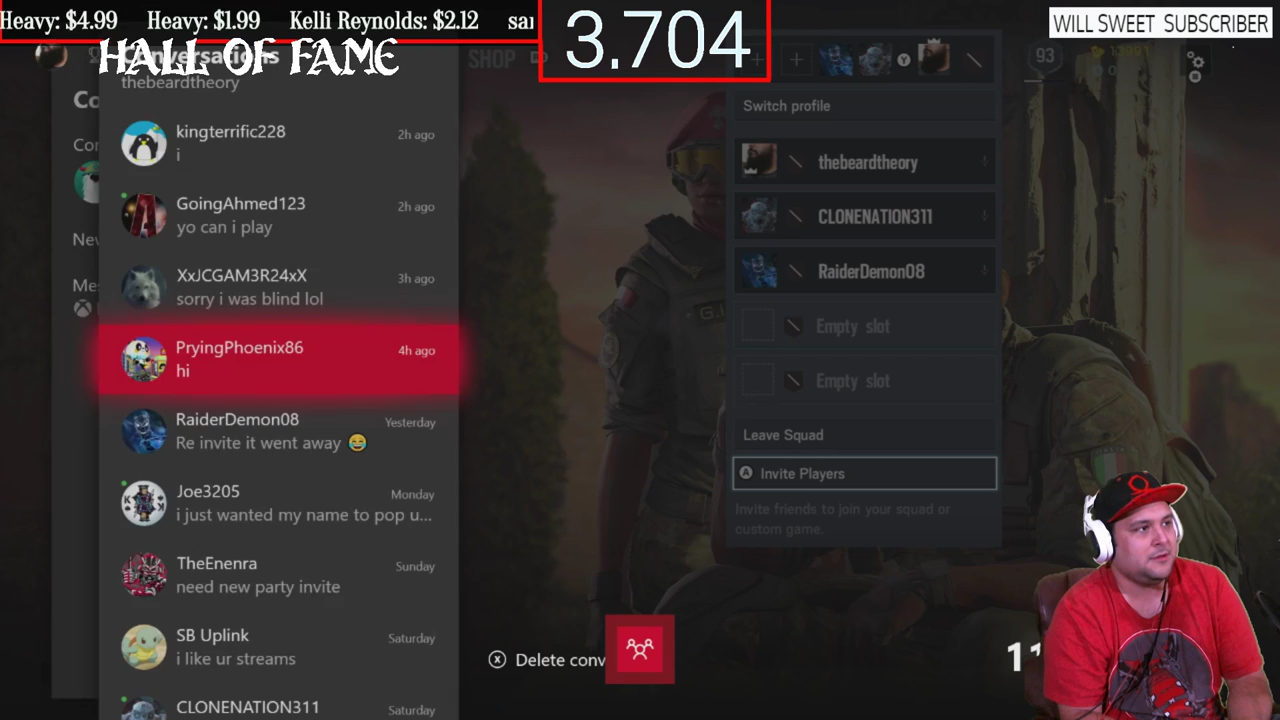 Heavy: $4.99 Heavy: $1.99 Kelli Reynolds: $2.12
3.704
WILL SWEET SUBSCRIBER
HALL OF FAME
Conversations
thebeardtheory
kingterrific228
2h ago
i
GoingAhmed123
2h ago
yo can i play
XxJCGAM3R24xX
3h ago
sorry i was blind lol
PryingPhoenix86
4h ago
hi
RaiderDemon08
Yesterday
Re invite it went away 😂
Joe3205
Monday
i just wanted my name to pop u...
TheEnenra
Sunday
need new party invite
SB Uplink
Saturday
i like ur streams
CLONENATION311
Saturday
SHOP
Y
93
Switch profile
thebeardtheory
CLONENATION311
RaiderDemon08
Empty slot
Empty slot
Leave Squad
A Invite Players
Invite friends to join your squad or
custom game.
X Delete conv